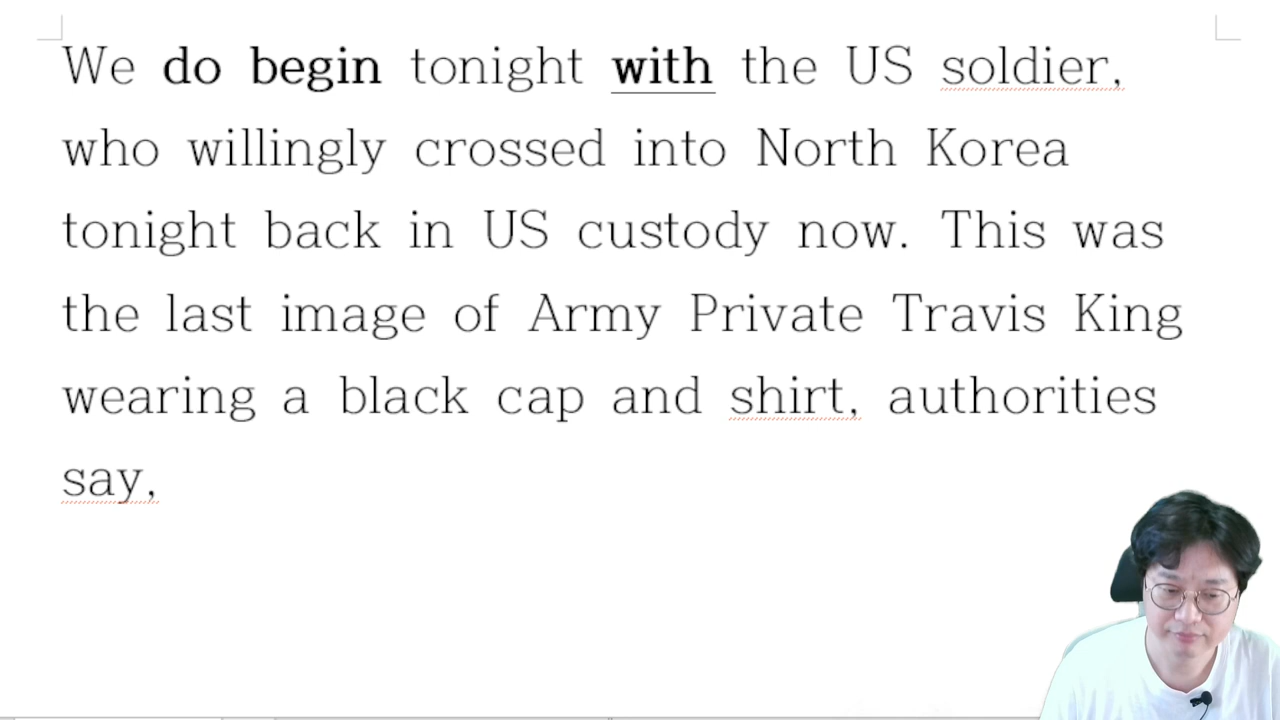 We do begin tonight with the US soldier,
who willingly crossed into North Korea
tonight back in US custody now. This was
the last image of Army Private Travis King
wearing a black cap and shirt, authorities
say,